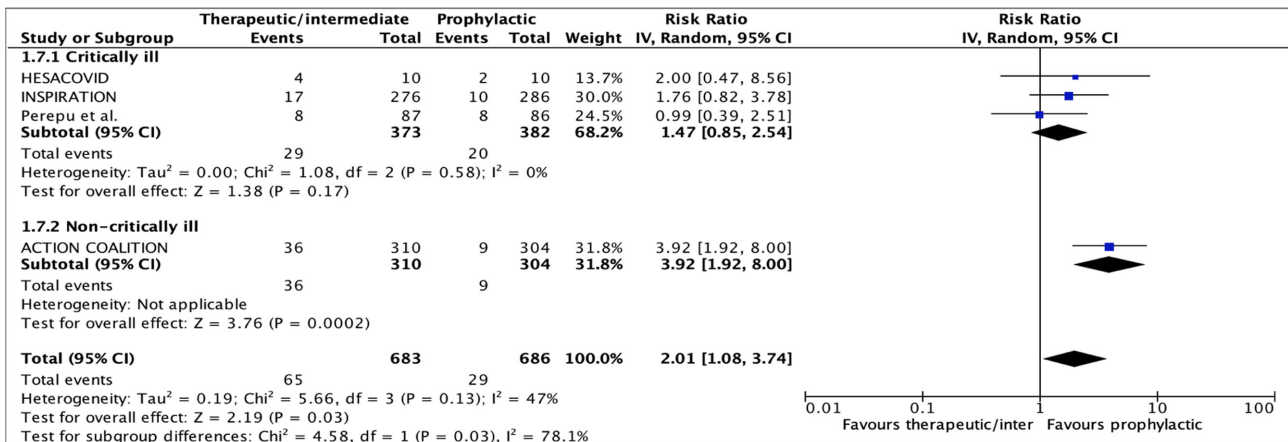 Therapeutic/intermediate Prophylactic Risk Ratio Risk Ratio
Study or Subgroup Events Total Events Total Weight IV, Random, 95% CI IV, Random, 95% CI
1.7.1 Critically ill
HESACOVID 4 10 2 10 13.7% 2.00 [0.47, 8.56]
INSPIRATION 17 276 10 286 30.0% 1.76 [0.82, 3.78]
Perepu et al. 8 87 8 86 24.5% 0.99 [0.39, 2.51]
Subtotal (95% CI) 373 382 68.2% 1.47 [0.85, 2.54]
Total events 29 20
Heterogeneity: Tau² = 0.00; Chi² = 1.08, df = 2 (P = 0.58); I² = 0%
Test for overall effect: Z = 1.38 (P = 0.17)
1.7.2 Non-critically ill
ACTION COALITION 36 310 9 304 31.8% 3.92 [1.92, 8.00]
Subtotal (95% CI) 310 304 31.8% 3.92 [1.92, 8.00]
Total events 36 9
Heterogeneity: Not applicable
Test for overall effect: Z = 3.76 (P = 0.0002)
Total (95% CI) 683 686 100.0% 2.01 [1.08, 3.74]
Total events 65 29
Heterogeneity: Tau² = 0.19; Chi² = 5.66, df = 3 (P = 0.13); I² = 47%
Test for overall effect: Z = 2.19 (P = 0.03)
Test for subgroup differences: Chi² = 4.58, df = 1 (P = 0.03), I² = 78.1%
0.01 0.1 1 10 100
Favours therapeutic/inter Favours prophylactic